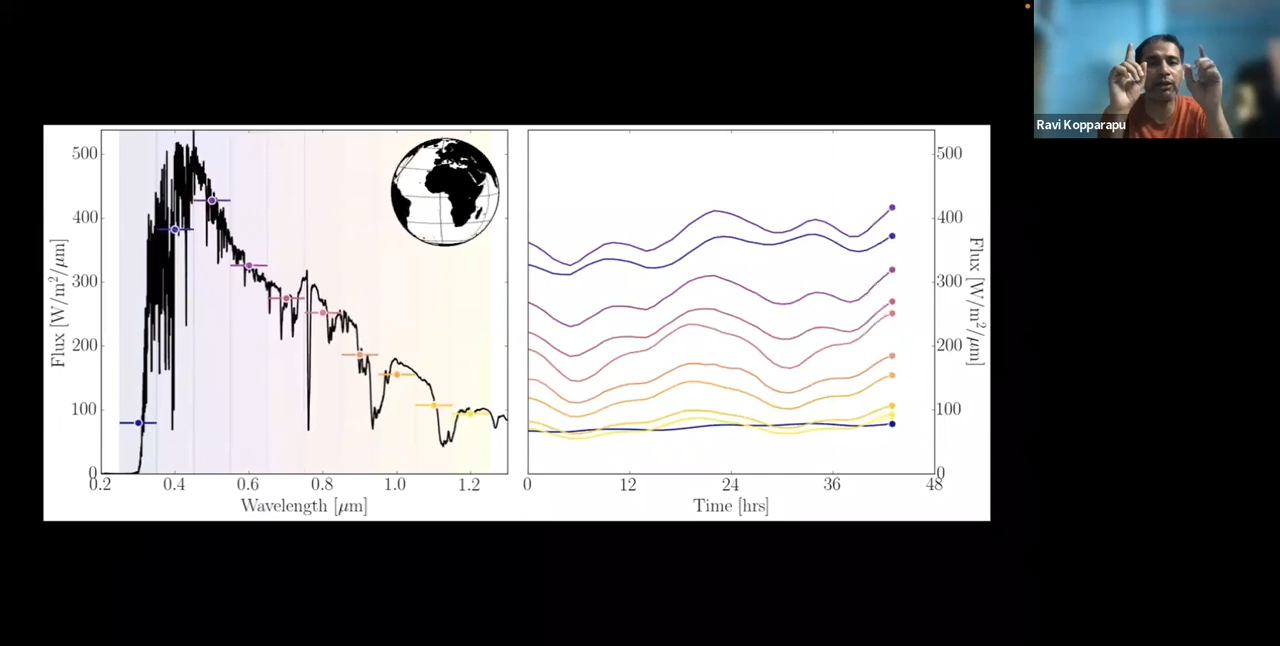 Ravi Kopparapu
500
400
300
200
100
0
Flux [W/m²/μm]
0.2 0.4 0.6 0.8 1.0 1.2
Wavelength [μm]
500
400
300
200
100
0
Flux [W/m²/μm]
0 12 24 36 48
Time [hrs]